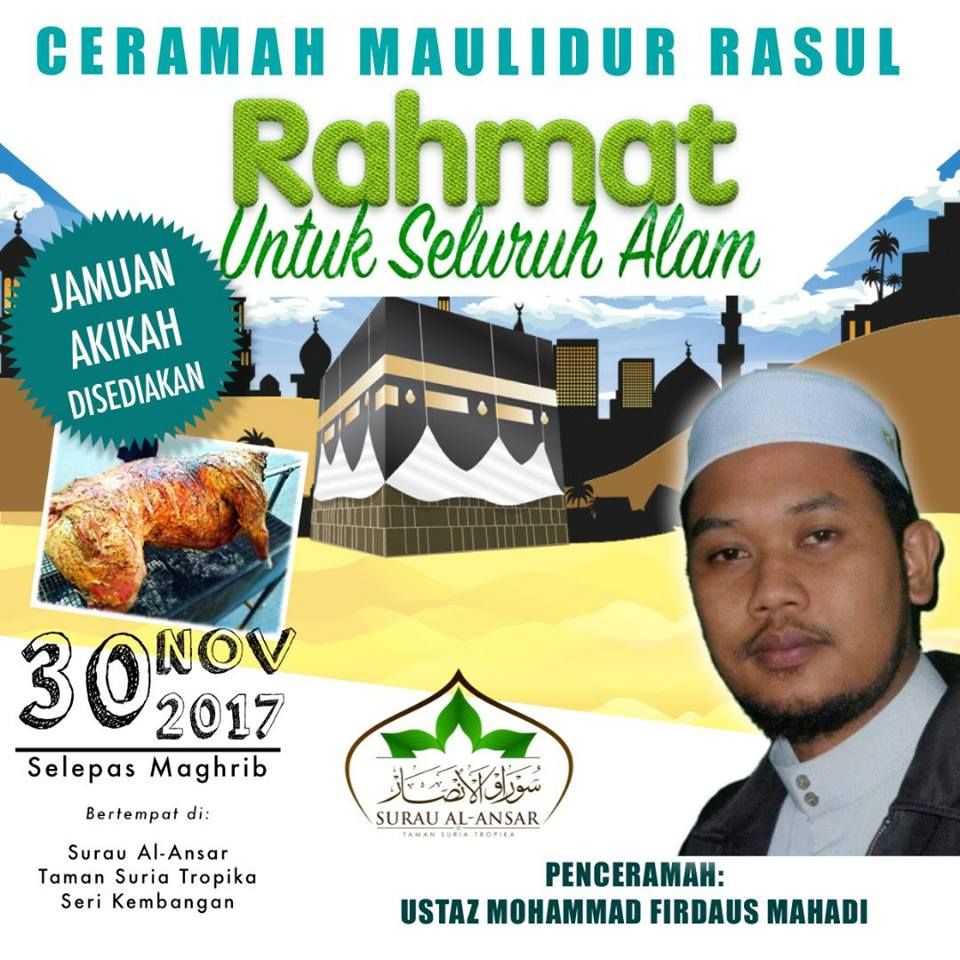 CERAMAH MAULIDUR RASUL
Rahmat
Untuk Seluruh Alam
JAMUAN
AKIKAH
DISEDIAKAN
30 NOV
2017
Selepas Maghrib
Bertempat di:
Surau Al-Ansar
Taman Suria Tropika
Seri Kembangan
سوراو الأنصار
SURAU AL-ANSAR
TAMAN SURIA TROPIKA
PENCERAMAH:
USTAZ MOHAMMAD FIRDAUS MAHADI